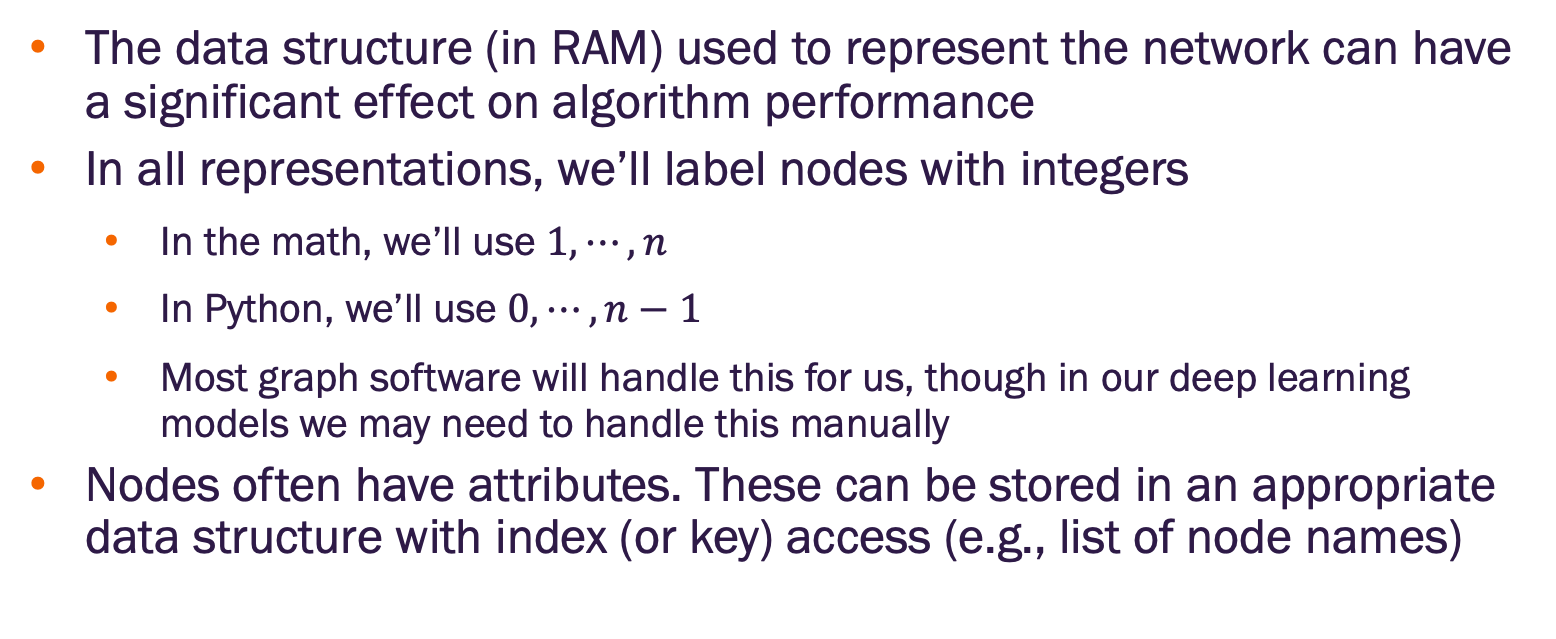 • The data structure (in RAM) used to represent the network can have
a significant effect on algorithm performance
• In all representations, we’ll label nodes with integers
• In the math, we’ll use 1, ⋯ , n
• In Python, we’ll use 0, ⋯ , n − 1
• Most graph software will handle this for us, though in our deep learning
models we may need to handle this manually
• Nodes often have attributes. These can be stored in an appropriate
data structure with index (or key) access (e.g., list of node names)